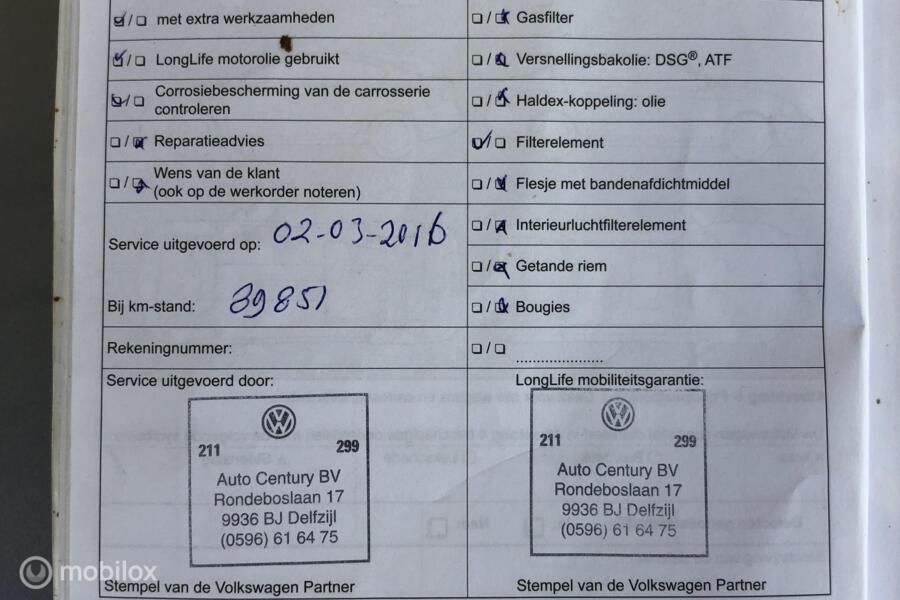 met extra werkzaamheden
LongLife motorolie gebruikt
Corrosiebescherming van de carrosserie
controleren
Reparatieadvies
Wens van de klant
(ook op de werkorder noteren)
Service uitgevoerd op: 02-03-2016
Bij km-stand: 39851
Rekeningnummer:
Gasfilter
Versnellingsbakolie: DSG®, ATF
Haldex-koppeling: olie
Filterelement
Flesje met bandenafdichtmiddel
Interieurluchtfilterelement
Getande riem
Bougies
Service uitgevoerd door:
211 299
Auto Century BV
Rondeboslaan 17
9936 BJ Delfzijl
(0596) 61 64 75
Stempel van de Volkswagen Partner
LongLife mobiliteitsgarantie:
211 299
Auto Century BV
Rondeboslaan 17
9936 BJ Delfzijl
(0596) 61 64 75
Stempel van de Volkswagen Partner
mobilox